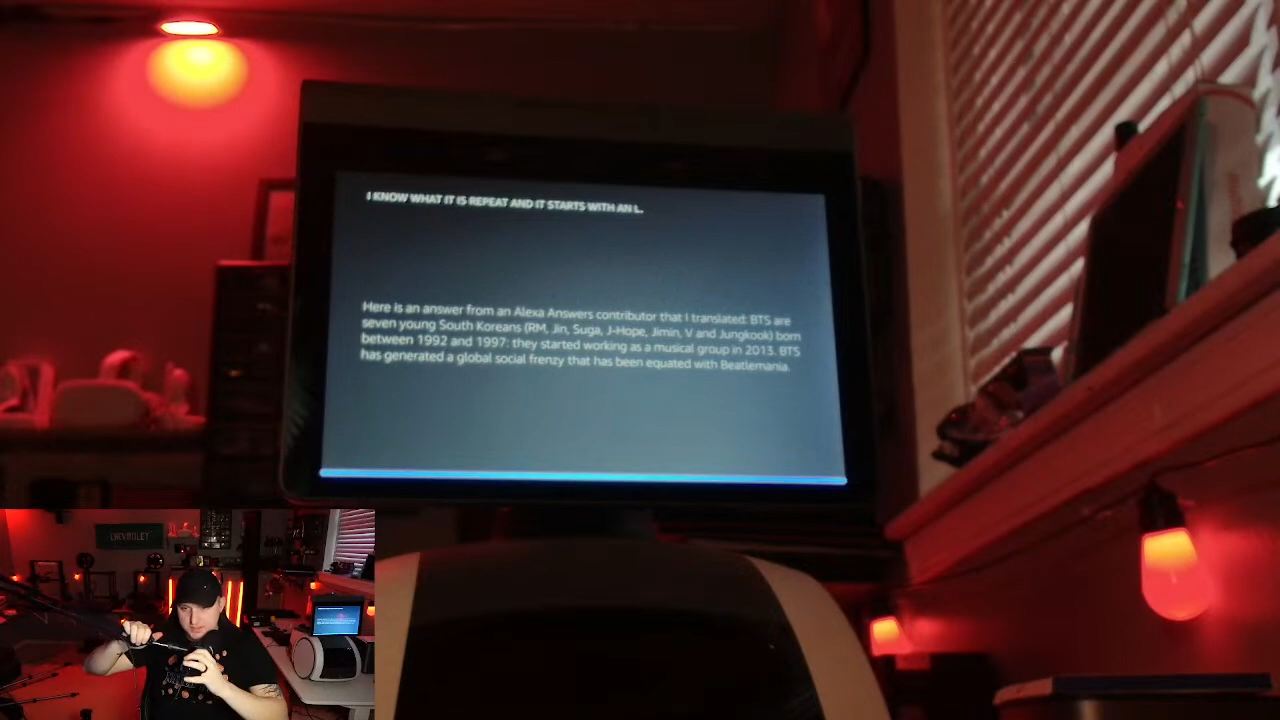 I KNOW WHAT IT IS REPEAT AND IT STARTS WITH AN L.
Here is an answer from an Alexa Answers contributor that I translated: BTS are
seven young South Koreans (RM, Jin, Suga, J-Hope, Jimin, V and Jungkook) born
between 1992 and 1997: they started working as a musical group in 2013. BTS
has generated a global social frenzy that has been equated with Beatlemania.
CHEVROLET